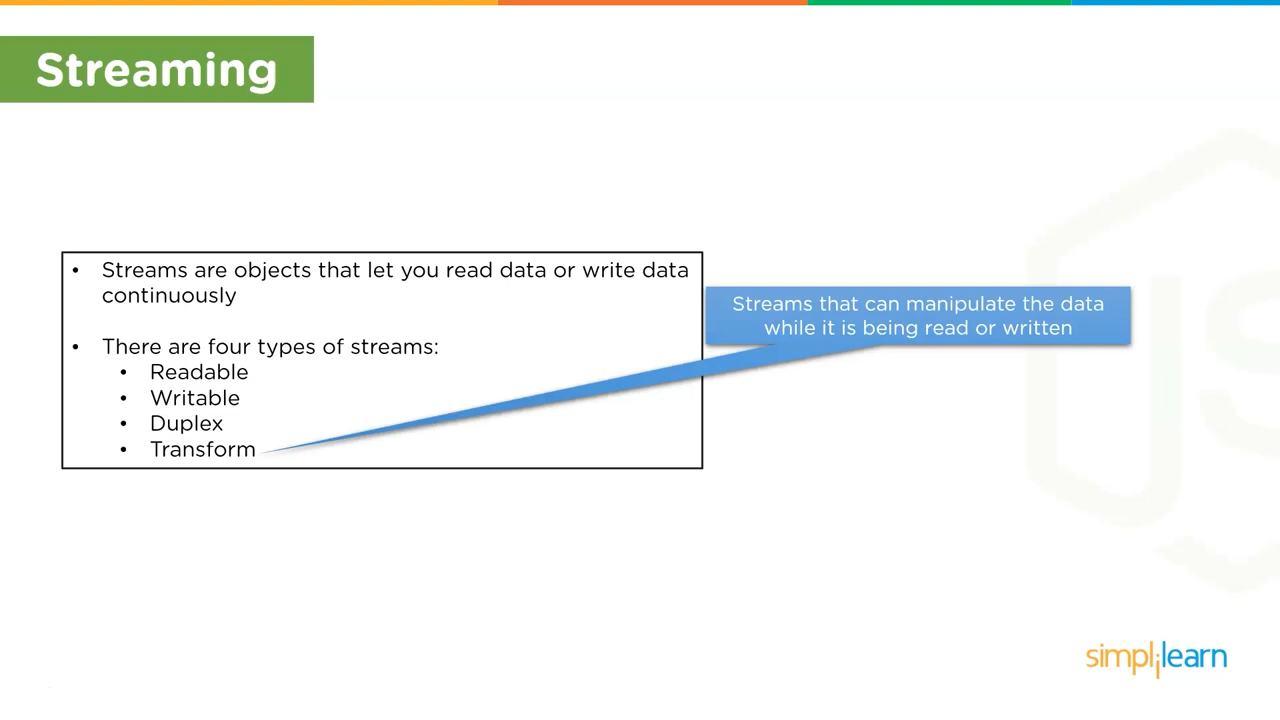 Streaming
• Streams are objects that let you read data or write data
continuously
• There are four types of streams:
• Readable
• Writable
• Duplex
• Transform
Streams that can manipulate the data
while it is being read or written
JS
simplilearn